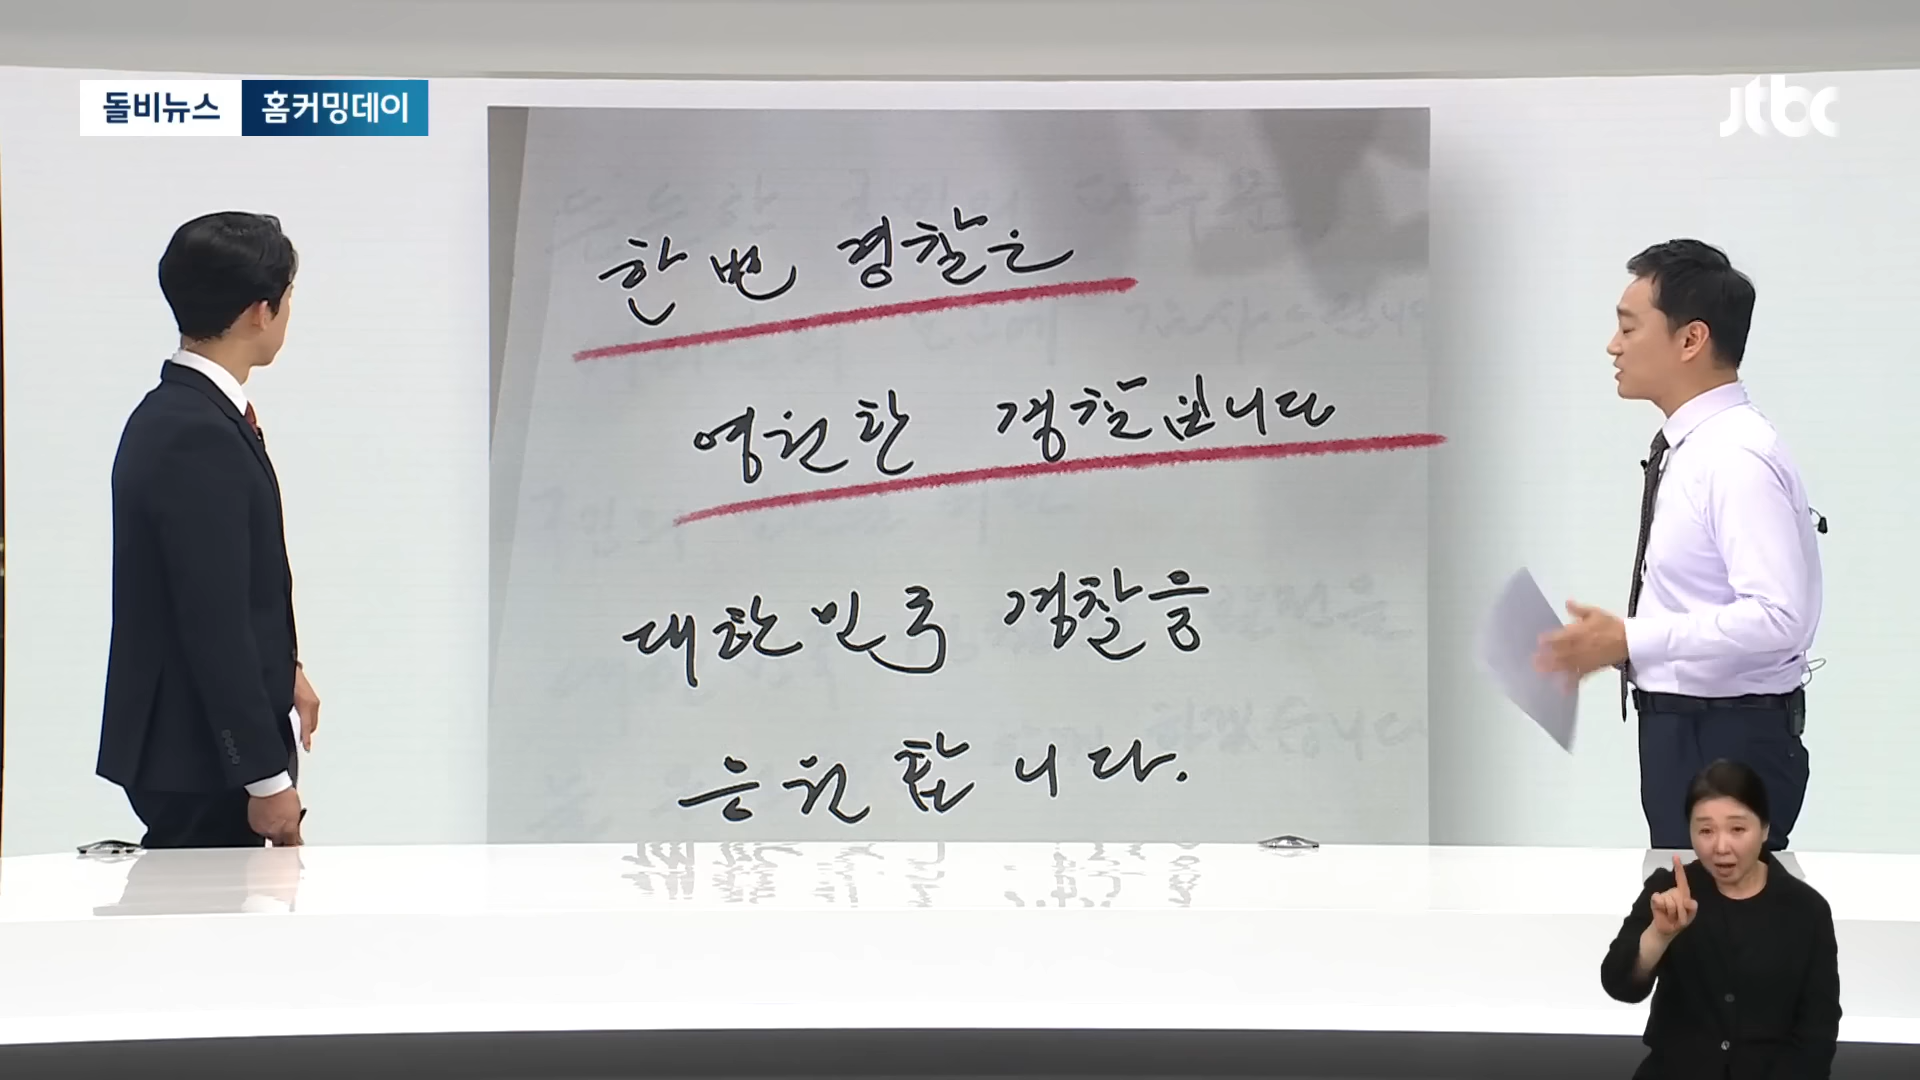 돌비뉴스 홈커밍데이
jtbc
한번 경찰은
영원한 경찰입니다
대한민국 경찰을
응원합니다.